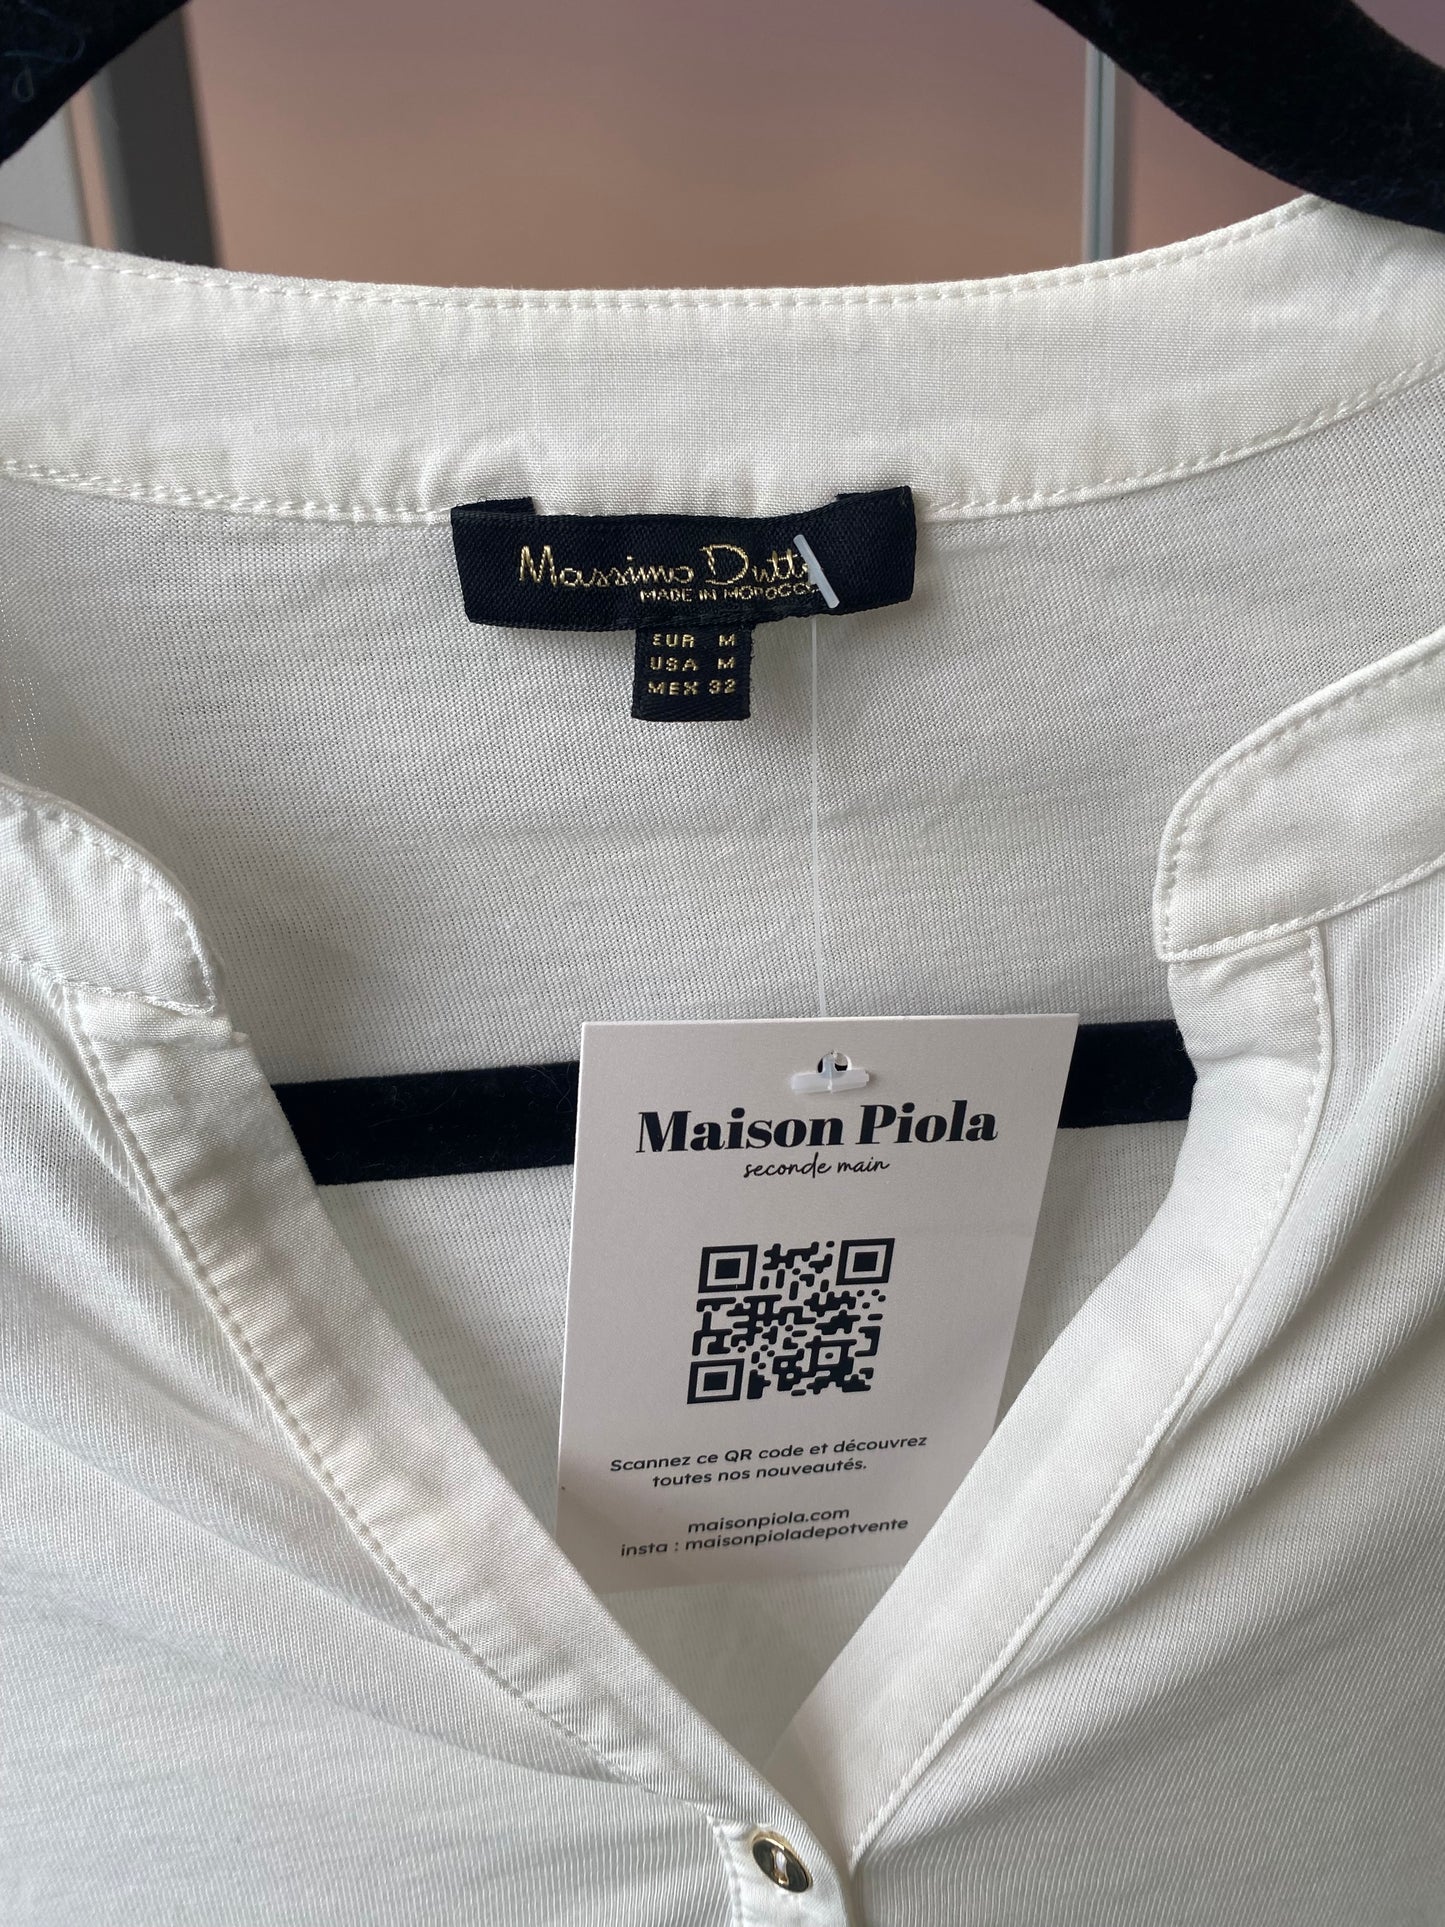 Massimo Dutti
MADE IN MOROCCO
EUR M
USA M
MEX 32
Maison Piola
seconde main
Scannez ce QR code et découvrez
toutes nos nouveautés.
maisonpiola.com
insta : maisonpioladepotvente